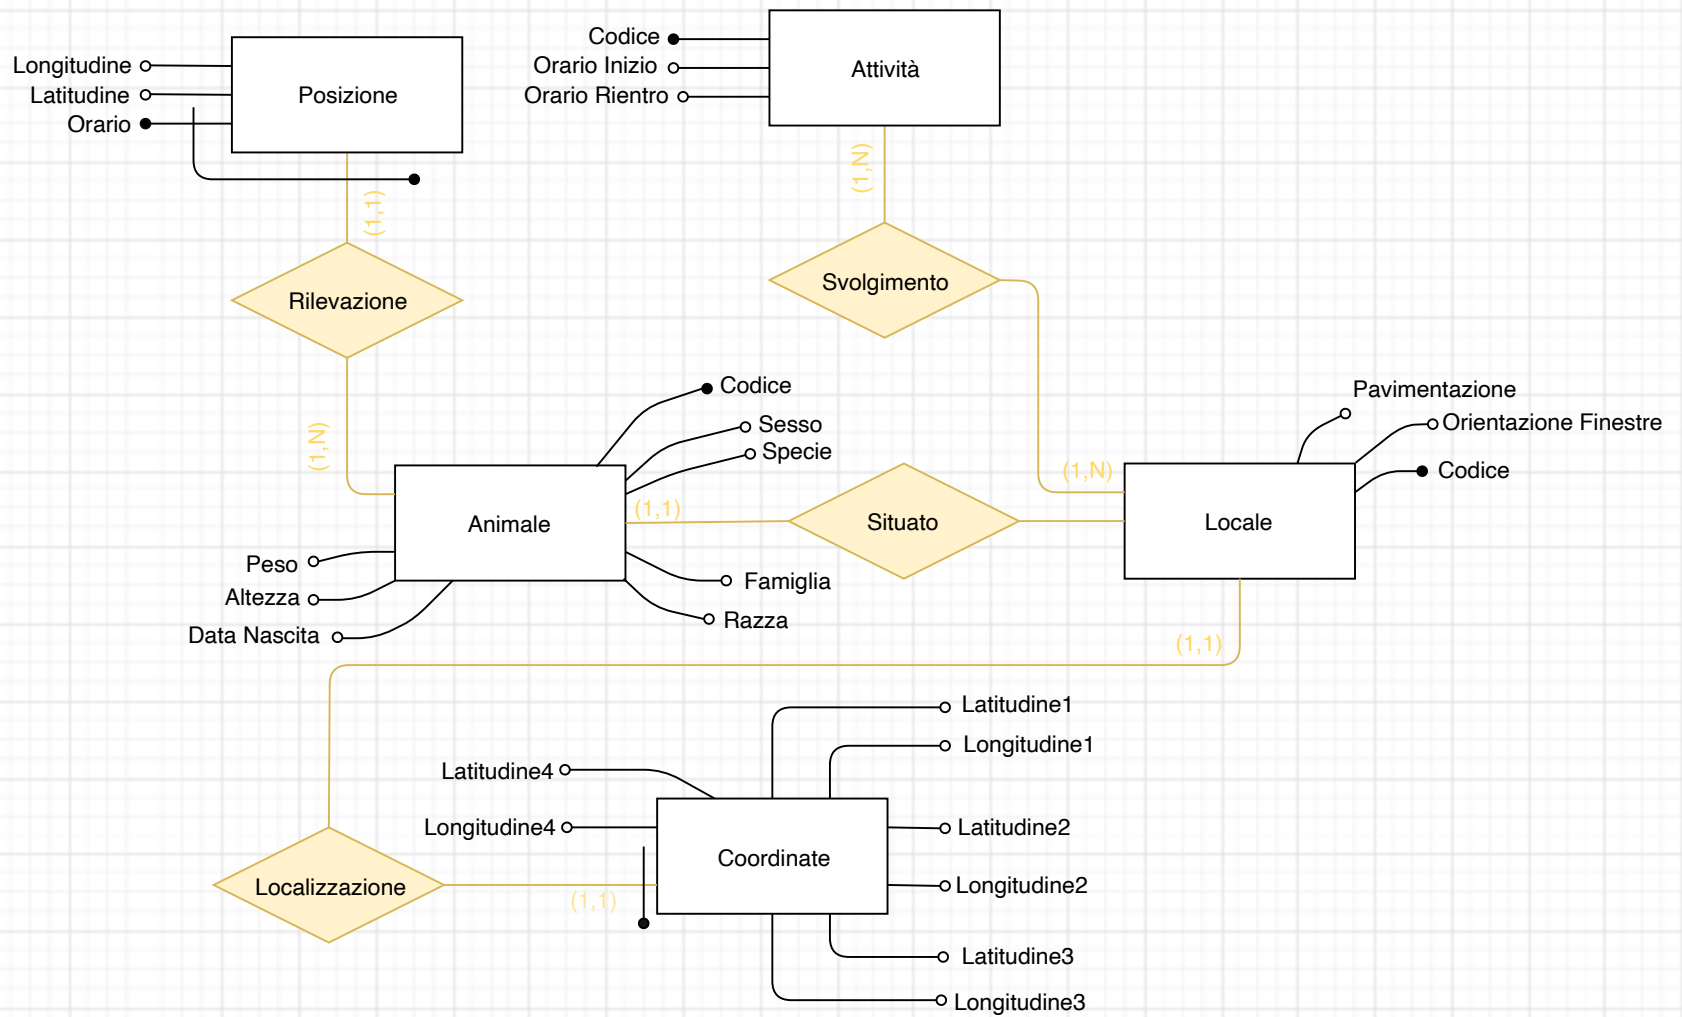 Longitudine
Latitudine
Orario
Posizione
Codice
Orario Inizio
Orario Rientro
Attività
(1,1)
(1,N)
Rilevazione
Svolgimento
(1,N)
(1,N)
Codice
Sesso
Specie
Pavimentazione
Orientazione Finestre
Codice
Animale
(1,1)
Situato
Locale
Peso
Altezza
Data Nascita
Famiglia
Razza
(1,1)
Latitudine1
Longitudine1
Latitudine4
Longitudine4
Coordinate
Latitudine2
Longitudine2
Localizzazione
(1,1)
Latitudine3
Longitudine3